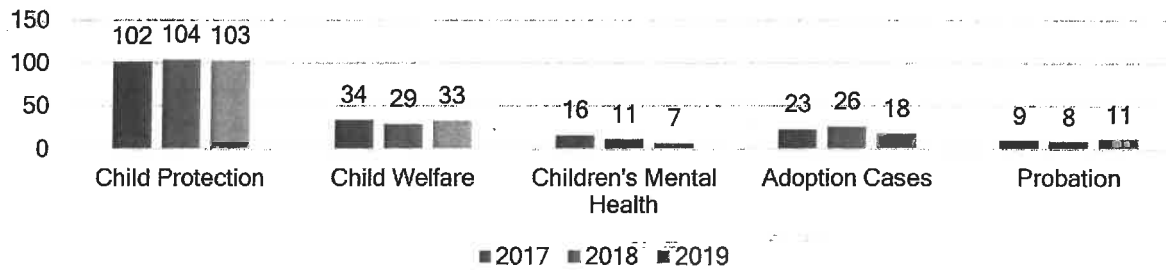 150
102 104 103
100
34 29 33
50
16 11 7
23 26 18
9 8 11
0
Child Protection
Child Welfare
Children's Mental
Health
Adoption Cases
Probation
2017 2018 2019